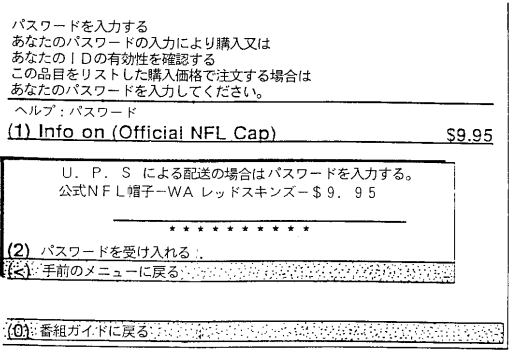 パスワードを入力する
あなたのパスワードの入力により購入又は
あなたのＩＤの有効性を確認する
この品目をリストした購入価格で注文する場合は
あなたのパスワードを入力してください。
ヘルプ：パスワード
(1) Info on (Official NFL Cap) $9.95
Ｕ．Ｐ．Ｓ による配送の場合はパスワードを入力する。
公式ＮＦＬ帽子－ＷＡ レッドスキンズ－＄９．９５
* * * * * * * * * *
(2) パスワードを受け入れる
(<) 手前のメニューに戻る
(0) 番組ガイドに戻る